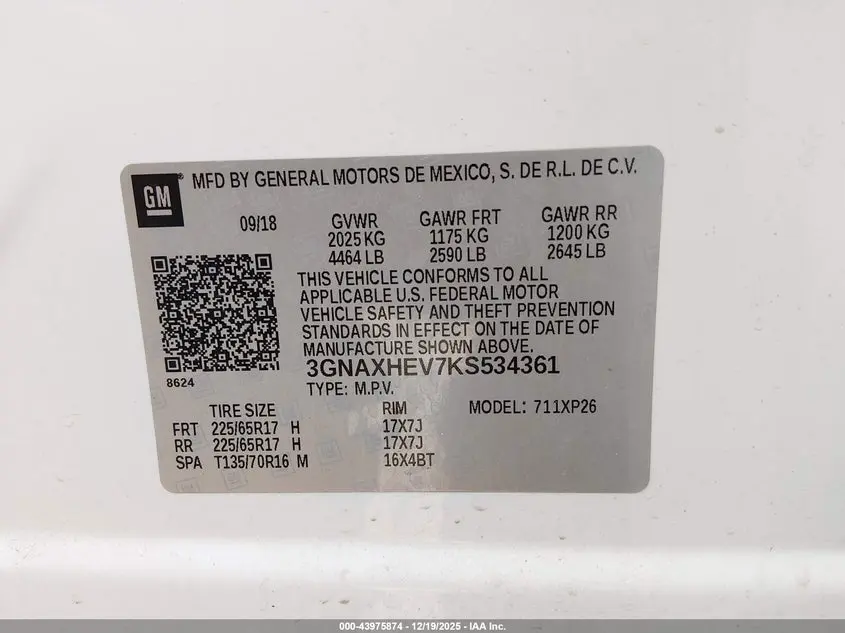 GM® MFD BY GENERAL MOTORS DE MEXICO, S. DE R.L. DE C.V.
09/18 GVWR GAWR FRT GAWR RR
2025 KG 1175 KG 1200 KG
4464 LB 2590 LB 2645 LB
THIS VEHICLE CONFORMS TO ALL
APPLICABLE U.S. FEDERAL MOTOR
VEHICLE SAFETY AND THEFT PREVENTION
STANDARDS IN EFFECT ON THE DATE OF
MANUFACTURE SHOWN ABOVE.
3GNAXHEV7KS534361
8624
TYPE: M.P.V.
TIRE SIZE RIM MODEL: 711XP26
FRT 225/65R17 H 17X7J
RR 225/65R17 H 17X7J
SPA T135/70R16 M 16X4BT
000-43975874 | 12/19/2025 - IAA Inc.